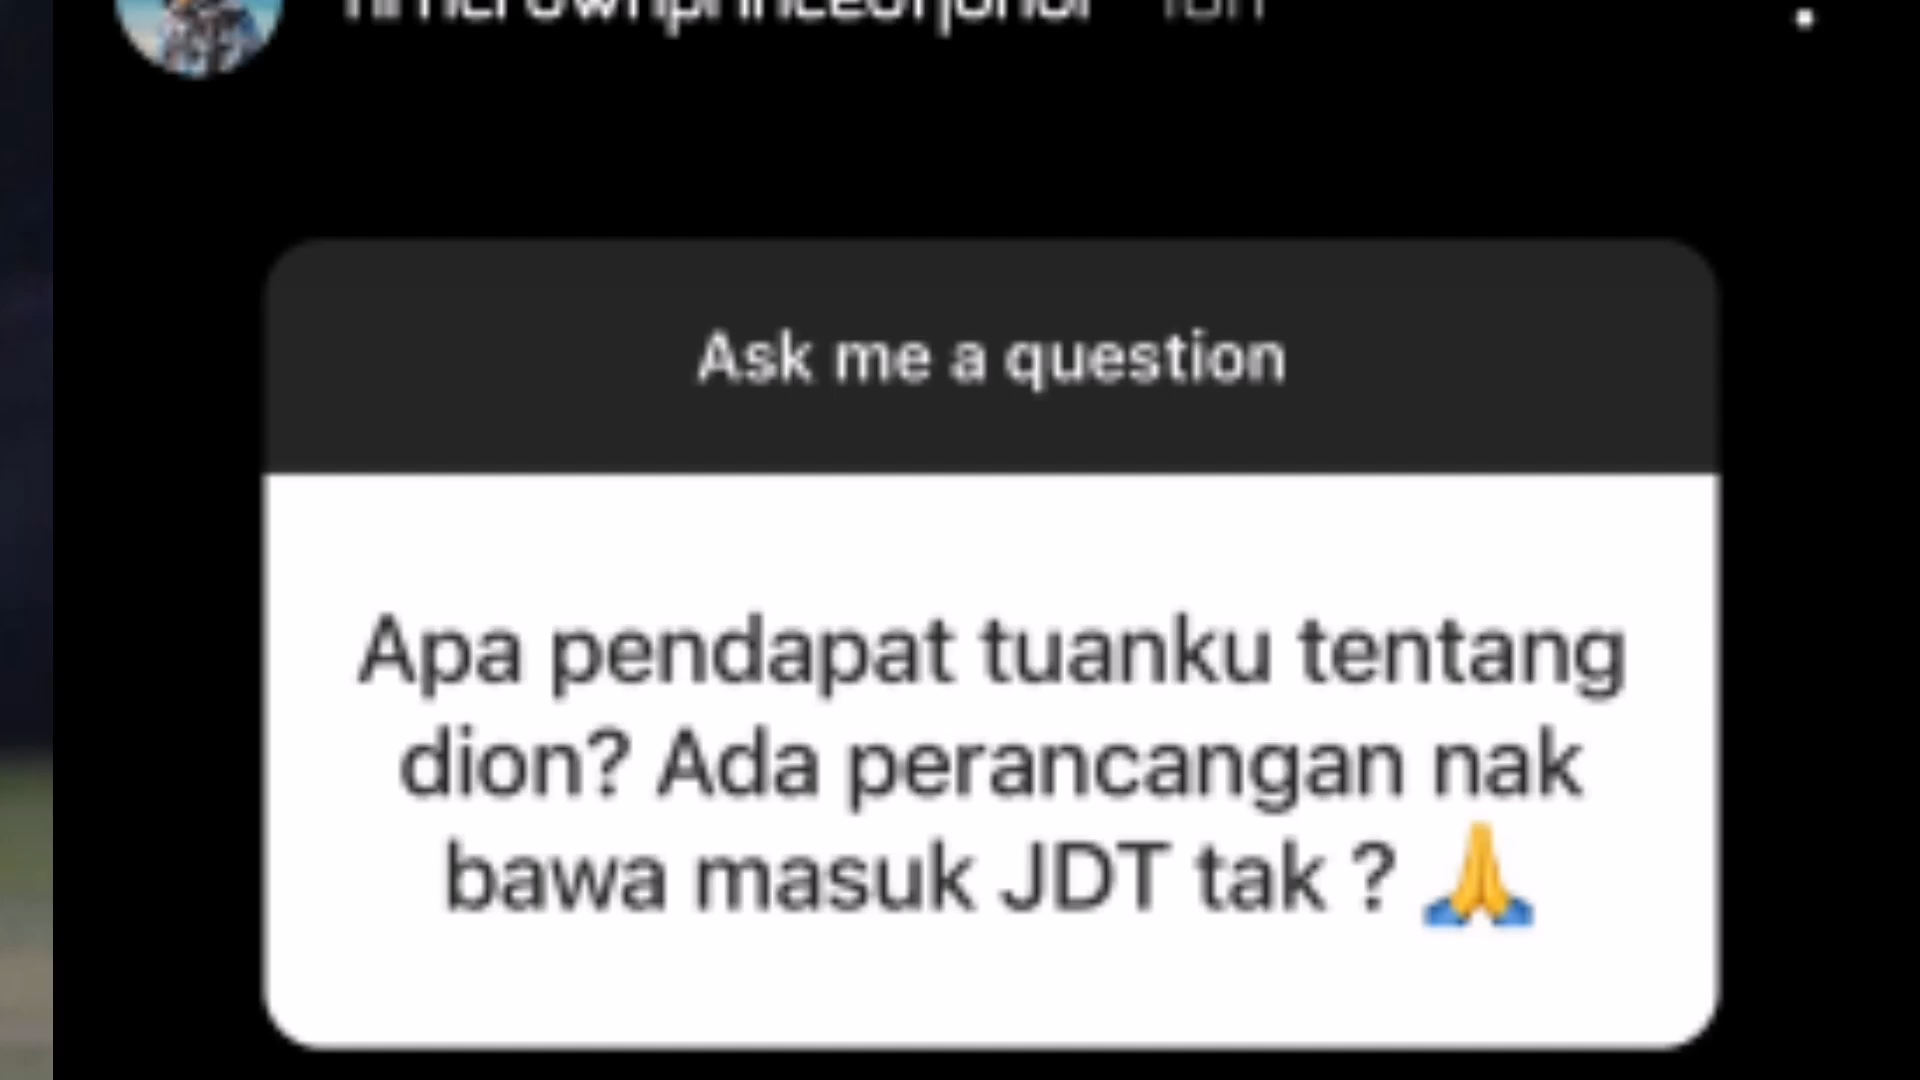 Ask me a question
Apa pendapat tuanku tentang
dion? Ada perancangan nak
bawa masuk JDT tak ? 🙏